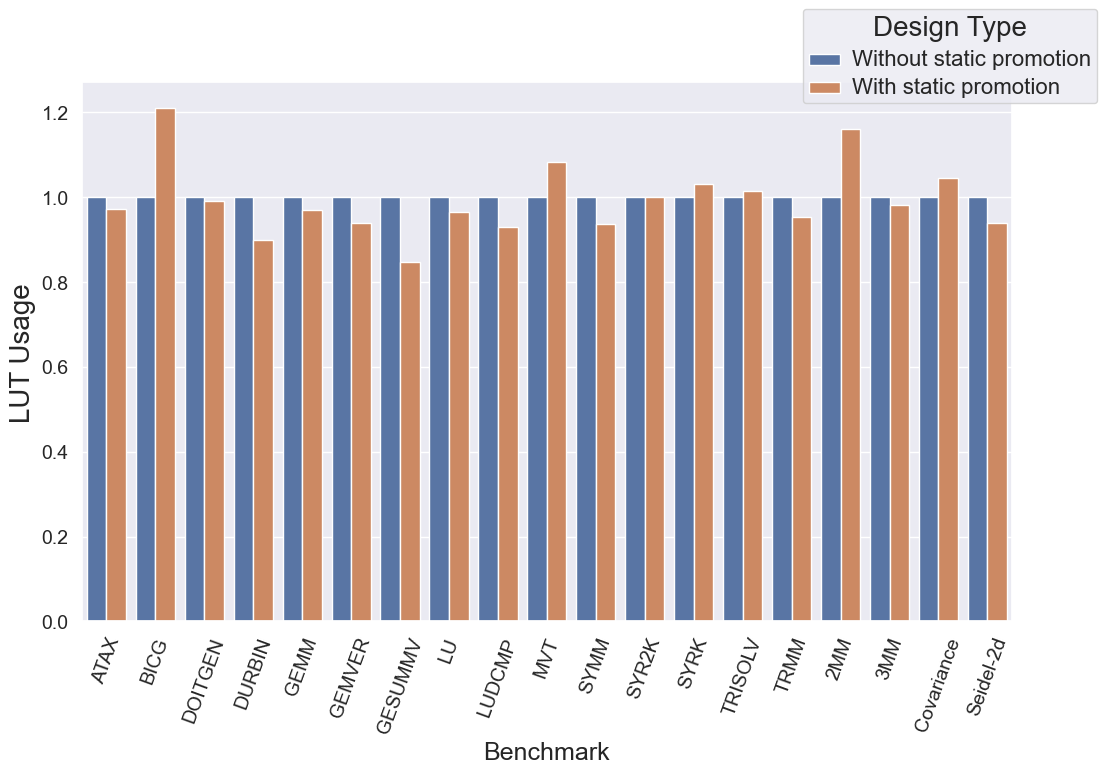 Design Type
Without static promotion
With static promotion
LUT Usage
1.2
1.0
0.8
0.6
0.4
0.2
0.0
ATAX
BICG
DOITGEN
DURBIN
GEMM
GEMVER
GESUMMV
LU
LUDCMP
MVT
SYMM
SYR2K
SYRK
TRISOLV
TRMM
2MM
3MM
Covariance
Seidel-2d
Benchmark